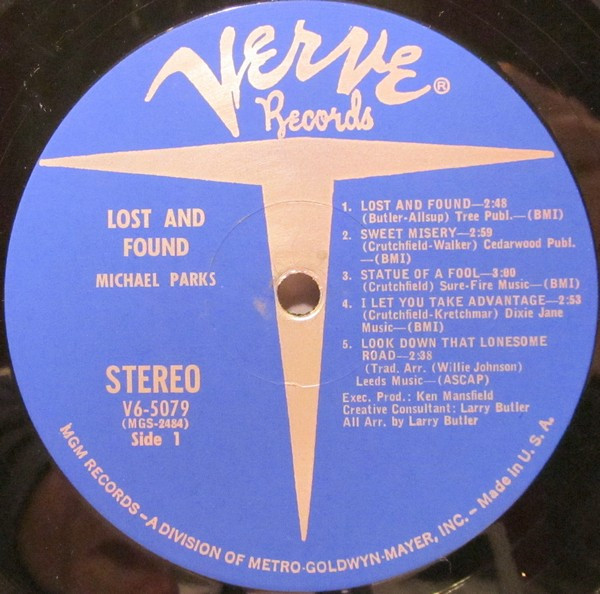 Verve®
Records
LOST AND
FOUND
MICHAEL PARKS
STEREO
V6-5079
(MGS-2484)
Side 1
1. LOST AND FOUND—2:48
(Butler-Allsup) Tree Publ.—(BMI)
2. SWEET MISERY—2:59
(Crutchfield-Walker) Cedarwood Publ.
—(BMI)
3. STATUE OF A FOOL—3:00
(Crutchfield) Sure-Fire Music—(BMI)
4. I LET YOU TAKE ADVANTAGE—2:53
(Crutchfield-Kretchmar) Dixie Jane
Music—(BMI)
5. LOOK DOWN THAT LONESOME
ROAD—2:38
(Trad. Arr. (Willie Johnson)
Leeds Music—(ASCAP)
Exec. Prod.: Ken Mansfield
Creative Consultant: Larry Butler
All Arr. by Larry Butler
MGM RECORDS—A DIVISION OF METRO-GOLDWYN-MAYER, INC.—Made in U. S. A.